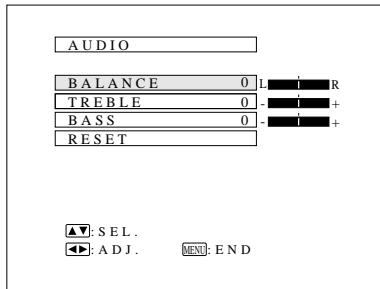 AUDIO
BALANCE 0 L R
TREBLE 0 - +
BASS 0 - +
RESET
▲▼: SEL.
◀▶: ADJ. MENU: END